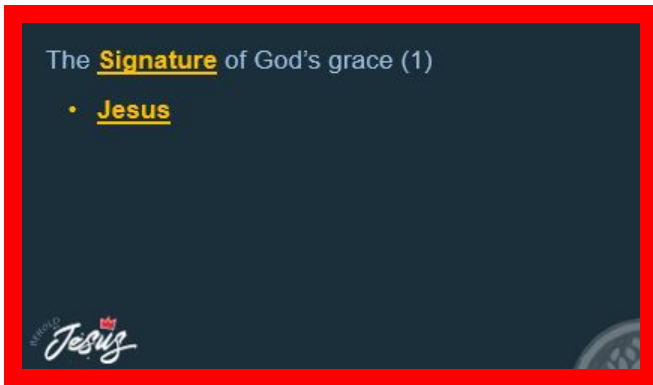 The Signature of God's grace (1)
• Jesus
BEHOLD
Jesus